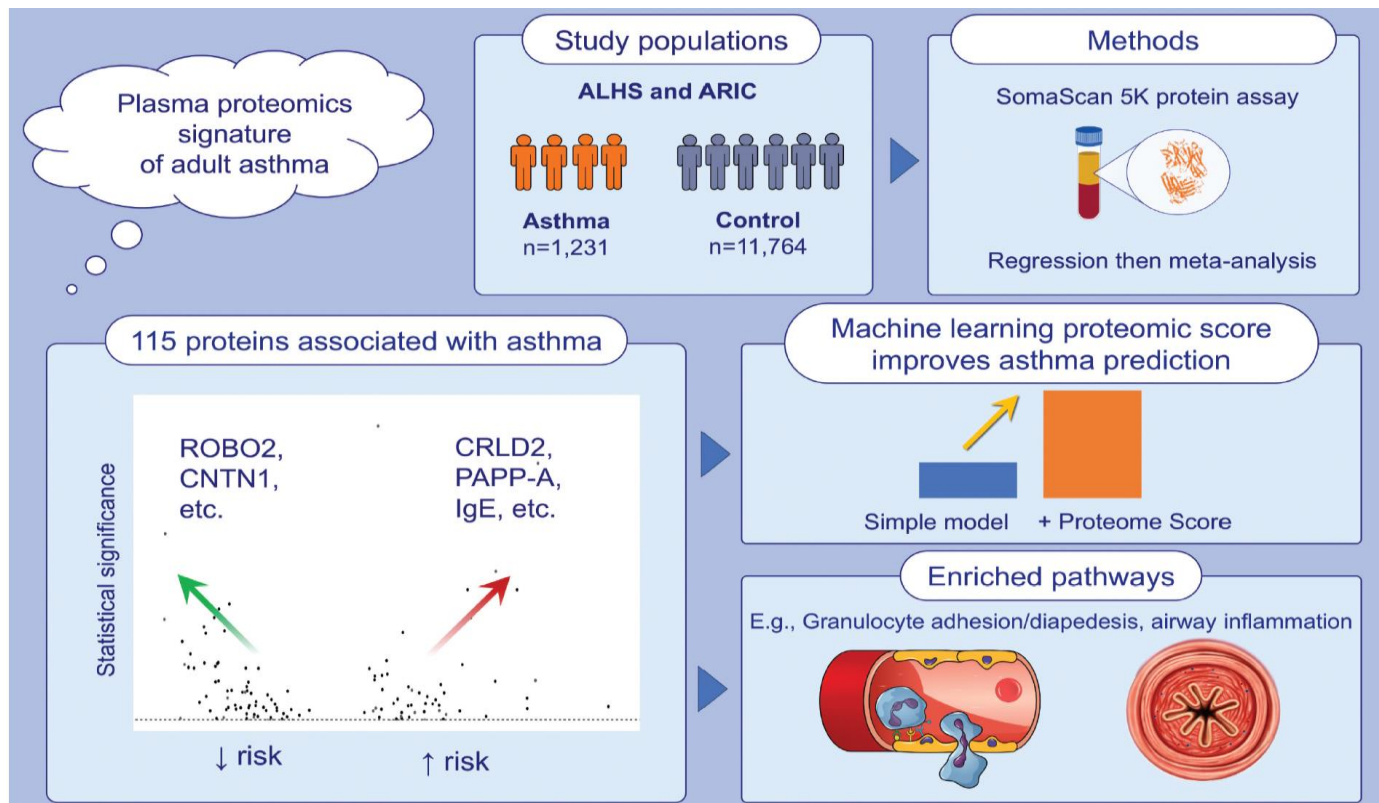 Plasma proteomics
signature
of adult asthma
Study populations
ALHS and ARIC
Asthma
n=1,231
Control
n=11,764
Methods
SomaScan 5K protein assay
Regression then meta-analysis
115 proteins associated with asthma
Statistical significance
ROBO2,
CNTN1,
etc.
CRLD2,
PAPP-A,
IgE, etc.
↓ risk
↑ risk
Machine learning proteomic score
improves asthma prediction
Simple model
+ Proteome Score
Enriched pathways
E.g., Granulocyte adhesion/diapedesis, airway inflammation